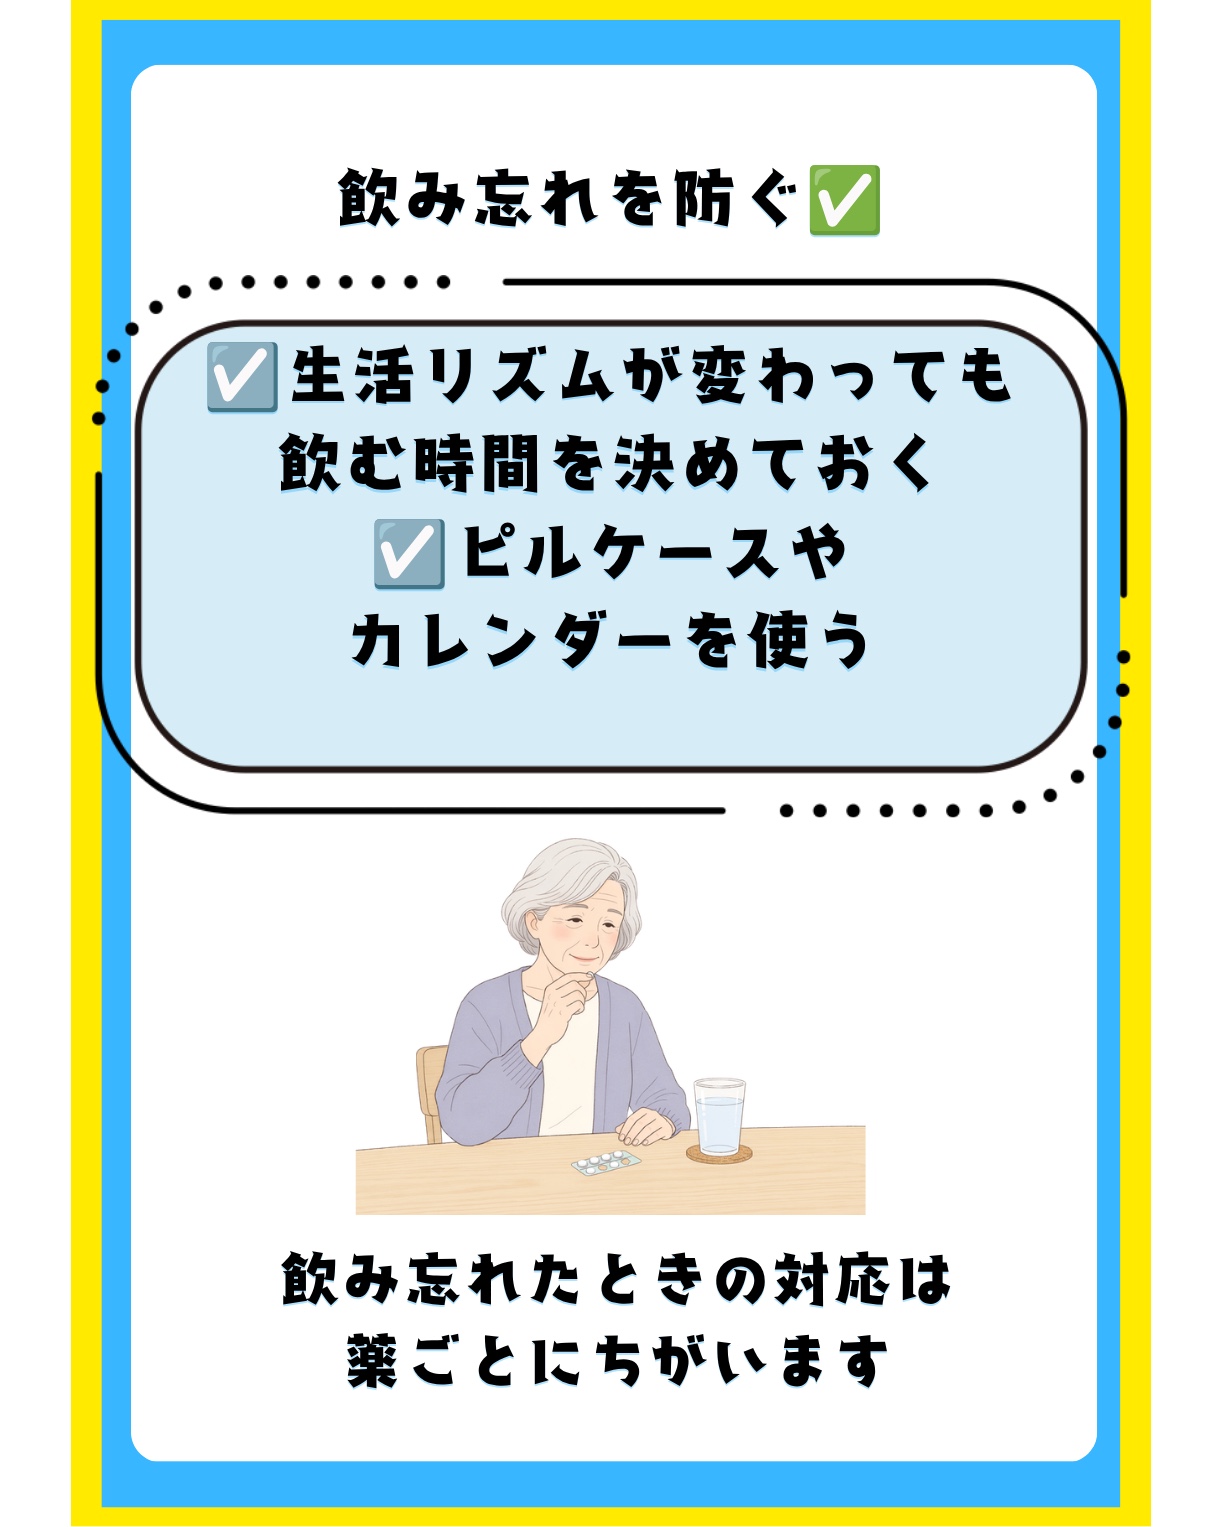 飲み忘れを防ぐ✅
☑️生活リズムが変わっても
飲む時間を決めておく
☑️ピルケースや
カレンダーを使う
飲み忘れたときの対応は
薬ごとにちがいます